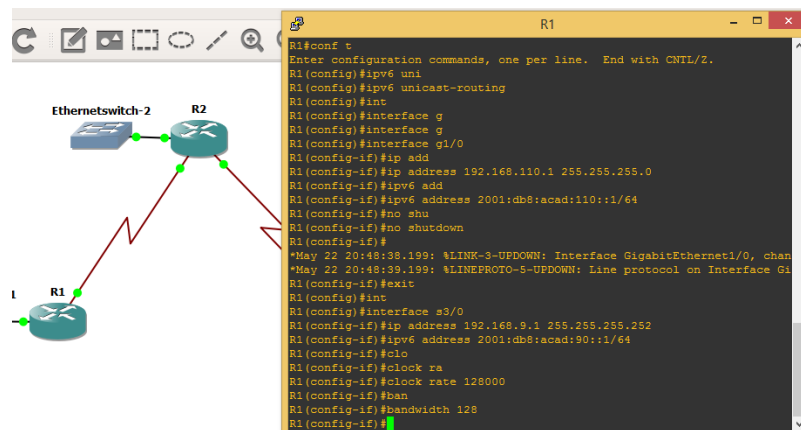 R1
Ethernetswitch-2
R2
R1
R1#conf t
Enter configuration commands, one per line.  End with CNTL/Z.
R1(config)#ipv6 uni
R1(config)#ipv6 unicast-routing
R1(config)#int
R1(config)#interface g
R1(config)#interface g
R1(config)#interface g1/0
R1(config-if)#ip add
R1(config-if)#ip address 192.168.110.1 255.255.255.0
R1(config-if)#ipv6 add
R1(config-if)#ipv6 address 2001:db8:acad:110::1/64
R1(config-if)#no shu
R1(config-if)#no shutdown
R1(config-if)#
*May 22 20:48:38.199: %LINK-3-UPDOWN: Interface GigabitEthernet1/0, chan
*May 22 20:48:39.199: %LINEPROTO-5-UPDOWN: Line protocol on Interface Gi
R1(config-if)#exit
R1(config)#int
R1(config)#interface s3/0
R1(config-if)#ip address 192.168.9.1 255.255.255.252
R1(config-if)#ipv6 address 2001:db8:acad:90::1/64
R1(config-if)#clo
R1(config-if)#clock ra
R1(config-if)#clock rate 128000
R1(config-if)#ban
R1(config-if)#bandwidth 128
R1(config-if)#